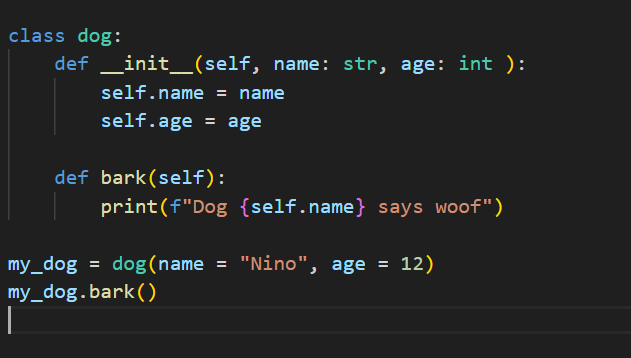 class dog:
    def __init__(self, name: str, age: int ):
        self.name = name
        self.age = age
    def bark(self):
        print(f"Dog {self.name} says woof")
my_dog = dog(name = "Nino", age = 12)
my_dog.bark()